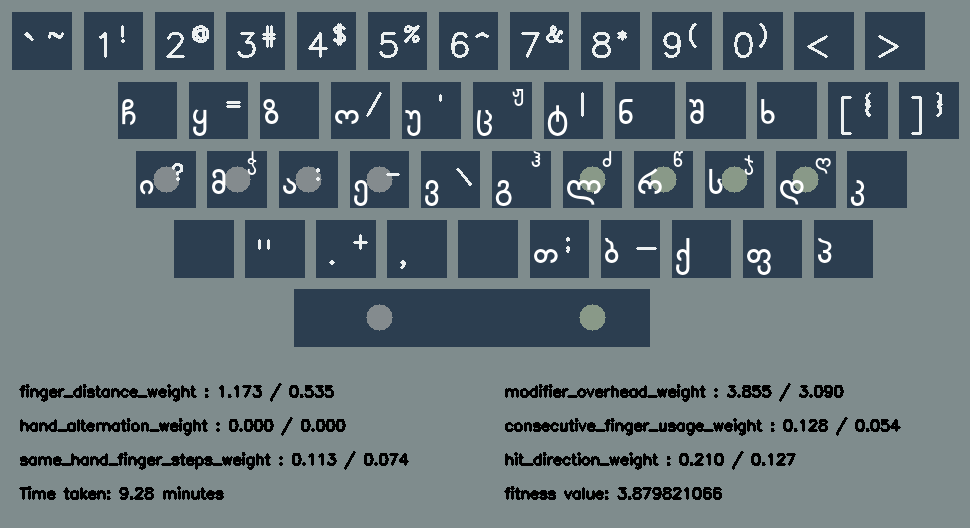 ` ~ 1 ! 2 @ 3 # 4 $ 5 % 6 ^ 7 & 8 * 9 ( 0 ) < >
ჩ ყ = ზ ო / უ ' ც ჟ ტ | ნ შ ხ [ { ] }
ი ? მ ჭ ა : ე – ვ \ გ ჰ ლ ძ რ წ ს ჯ დ ღ კ
" . + , თ ; ბ — ქ ფ პ
finger_distance_weight : 1.173 / 0.535
modifier_overhead_weight : 3.855 / 3.090
hand_alternation_weight : 0.000 / 0.000
consecutive_finger_usage_weight : 0.128 / 0.054
same_hand_finger_steps_weight : 0.113 / 0.074
hit_direction_weight : 0.210 / 0.127
Time taken: 9.28 minutes
fitness value: 3.879821066